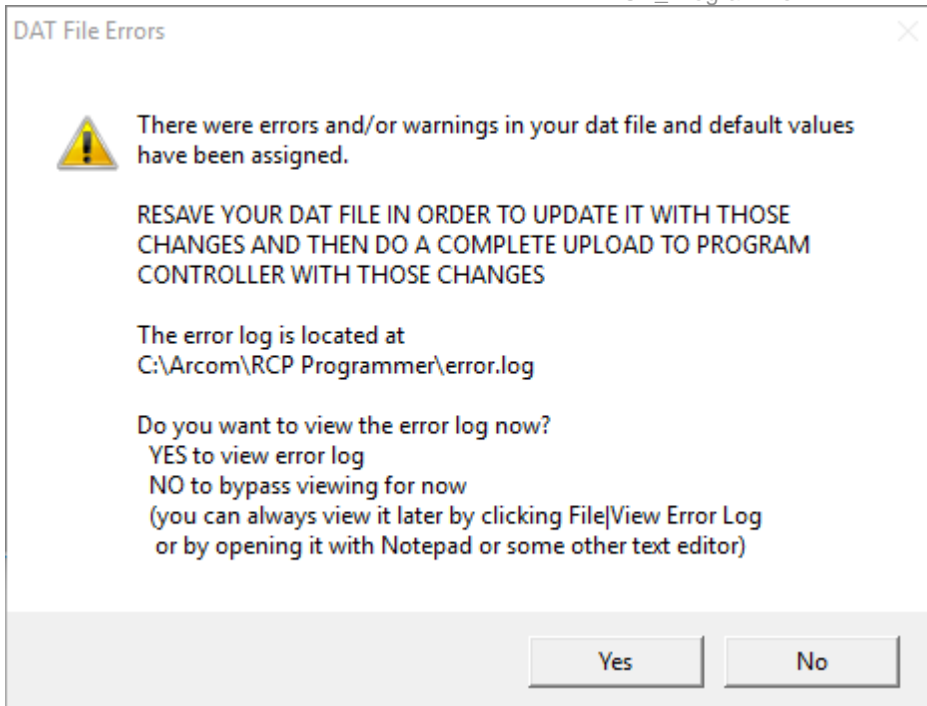 DAT File Errors
There were errors and/or warnings in your dat file and default values
have been assigned.
RESAVE YOUR DAT FILE IN ORDER TO UPDATE IT WITH THOSE
CHANGES AND THEN DO A COMPLETE UPLOAD TO PROGRAM
CONTROLLER WITH THOSE CHANGES
The error log is located at
C:\Arcom\RCP Programmer\error.log
Do you want to view the error log now?
YES to view error log
NO to bypass viewing for now
(you can always view it later by clicking File|View Error Log
or by opening it with Notepad or some other text editor)
Yes
No